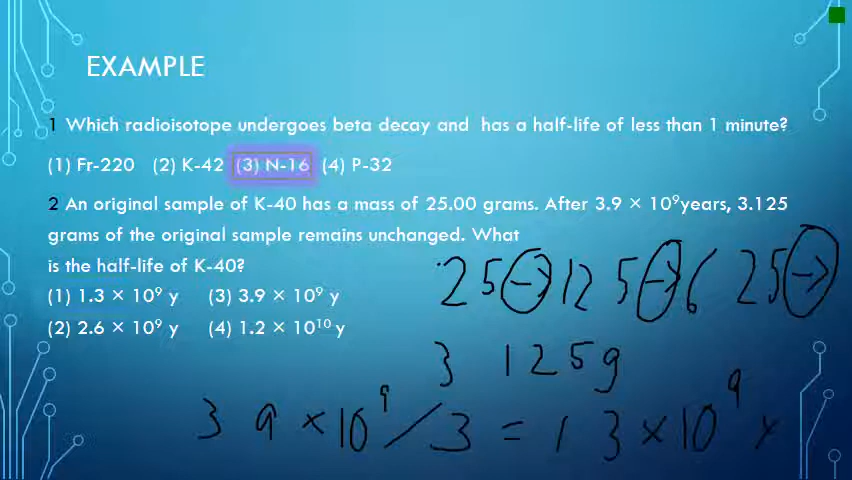 EXAMPLE
1 Which radioisotope undergoes beta decay and has a half-life of less than 1 minute?
(1) Fr-220 (2) K-42 (3) N-16 (4) P-32
2 An original sample of K-40 has a mass of 25.00 grams. After 3.9 × 10⁹years, 3.125
grams of the original sample remains unchanged. What
is the half-life of K-40?
(1) 1.3 × 10⁹ y (3) 3.9 × 10⁹ y
(2) 2.6 × 10⁹ y (4) 1.2 × 10¹⁰ y
25 → 12 5 → 6 25 →
3 125g
3 9 × 10⁹ / 3 = 1 3 × 10⁹ y